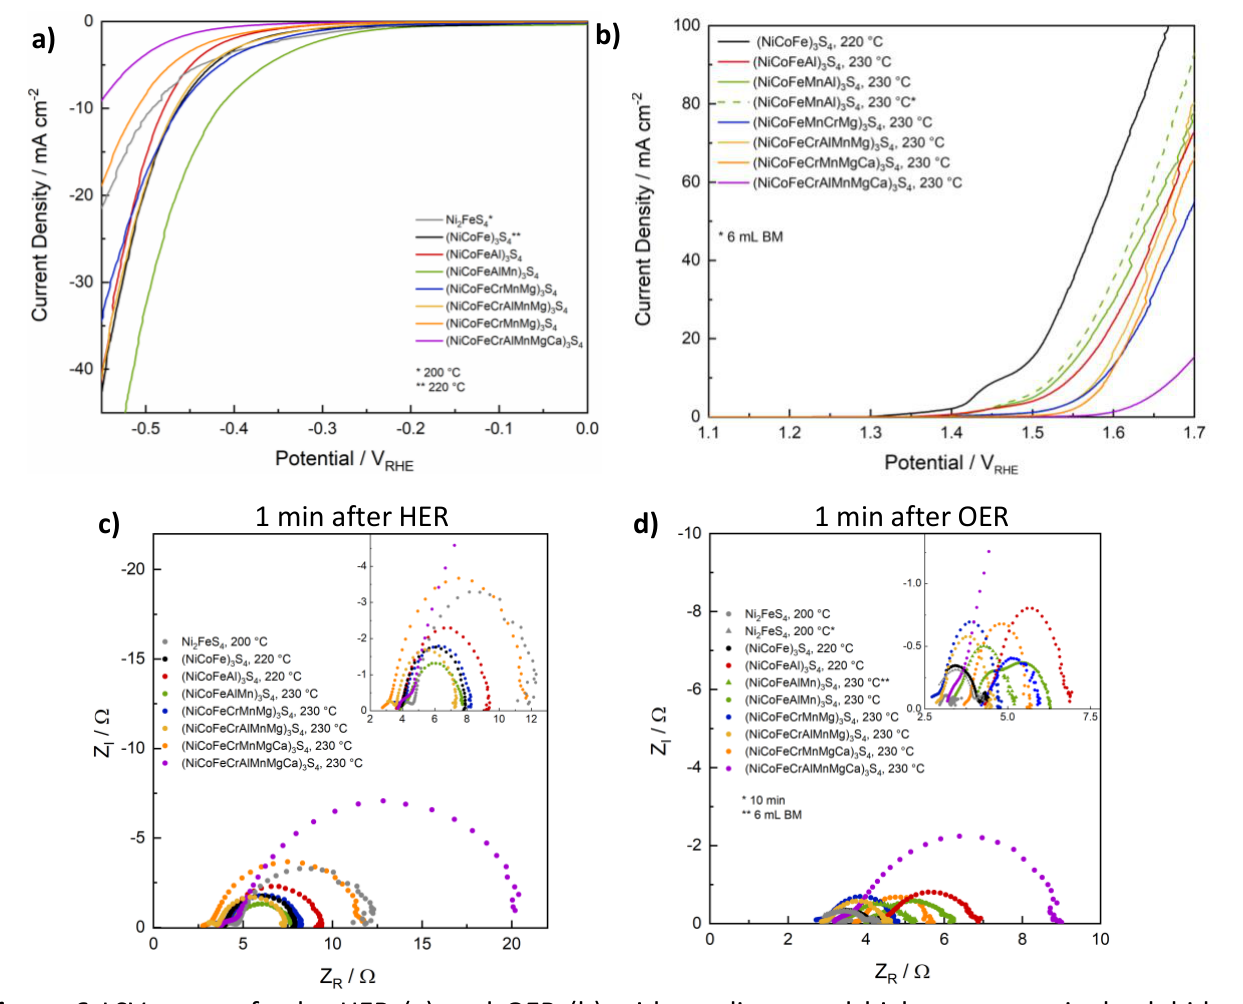 a)
0
-10
-20
-30
-40
Current Density / mA cm-2
-0.5 -0.4 -0.3 -0.2 -0.1 0.0
Potential / VRHE
Ni2FeS4*
(NiCoFe)3S4**
(NiCoFeAl)3S4
(NiCoFeAlMn)3S4
(NiCoFeCrMnMg)3S4
(NiCoFeCrAlMnMg)3S4
(NiCoFeCrMnMg)3S4
(NiCoFeCrAlMnMgCa)3S4
* 200 °C
** 220 °C
b)
100
80
60
40
20
0
Current Density / mA cm-2
1.1 1.2 1.3 1.4 1.5 1.6 1.7
Potential / VRHE
(NiCoFe)3S4, 220 °C
(NiCoFeAl)3S4, 230 °C
(NiCoFeMnAl)3S4, 230 °C
(NiCoFeMnAl)3S4, 230 °C*
(NiCoFeMnCrMg)3S4, 230 °C
(NiCoFeCrAlMnMg)3S4, 230 °C
(NiCoFeCrMnMgCa)3S4, 230 °C
(NiCoFeCrAlMnMgCa)3S4, 230 °C
* 6 mL BM
c)
1 min after HER
-20
-15
-10
-5
0
ZI / Ω
0 5 10 15 20
ZR / Ω
Ni2FeS4, 200 °C
(NiCoFe)3S4, 220 °C
(NiCoFeAl)3S4, 220 °C
(NiCoFeAlMn)3S4, 230 °C
(NiCoFeCrMnMg)3S4, 230 °C
(NiCoFeCrAlMnMg)3S4, 230 °C
(NiCoFeCrMnMgCa)3S4, 230 °C
(NiCoFeCrAlMnMgCa)3S4, 230 °C
-4
-3
-2
-1
0
2 4 6 8 10 12
d)
1 min after OER
-10
-8
-6
-4
-2
0
ZI / Ω
0 2 4 6 8 10
ZR / Ω
Ni2FeS4, 200 °C
Ni2FeS4, 200 °C*
(NiCoFe)3S4, 220 °C
(NiCoFeAl)3S4, 220 °C
(NiCoFeAlMn)3S4, 230 °C**
(NiCoFeAlMn)3S4, 230 °C
(NiCoFeCrMnMg)3S4, 230 °C
(NiCoFeCrAlMnMg)3S4, 230 °C
(NiCoFeCrMnMgCa)3S4, 230 °C
(NiCoFeCrAlMnMgCa)3S4, 230 °C
* 10 min
** 6 mL BM
-1.0
-0.5
0.0
2.5 5.0 7.5